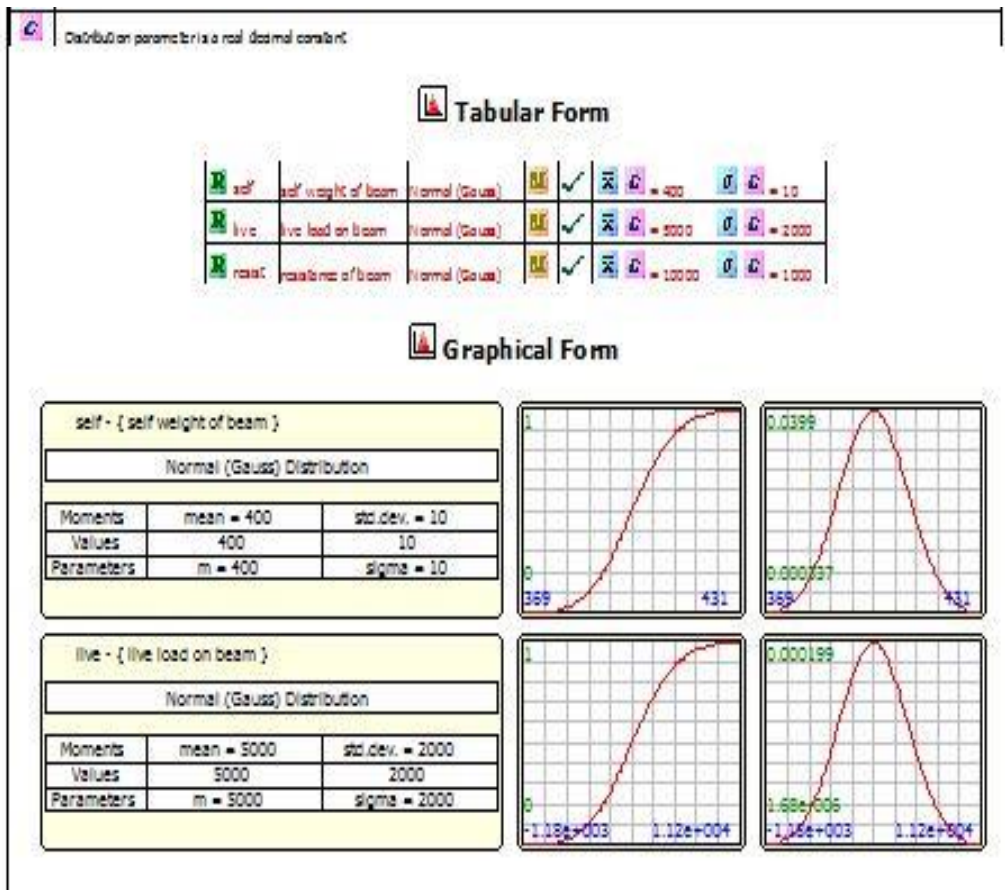 C Distribution parameter is a real decimal constant
Tabular Form
R self self weight of beam Normal (Gauss) ✓ x̄ C = 400 σ C = 10
R live live load on beam Normal (Gauss) ✓ x̄ C = 5000 σ C = 2000
R resist resistance of beam Normal (Gauss) ✓ x̄ C = 10000 σ C = 1000
Graphical Form
self - { self weight of beam }
Normal (Gauss) Distribution
Moments mean = 400 std.dev. = 10
Values 400 10
Parameters m = 400 sigma = 10
1
0
369 431
0.0399
0.000337
369 431
live - { live load on beam }
Normal (Gauss) Distribution
Moments mean = 5000 std.dev. = 2000
Values 5000 2000
Parameters m = 5000 sigma = 2000
1
0
-1.18e+003 1.12e+004
0.000199
1.68e-006
-1.18e+003 1.12e+004